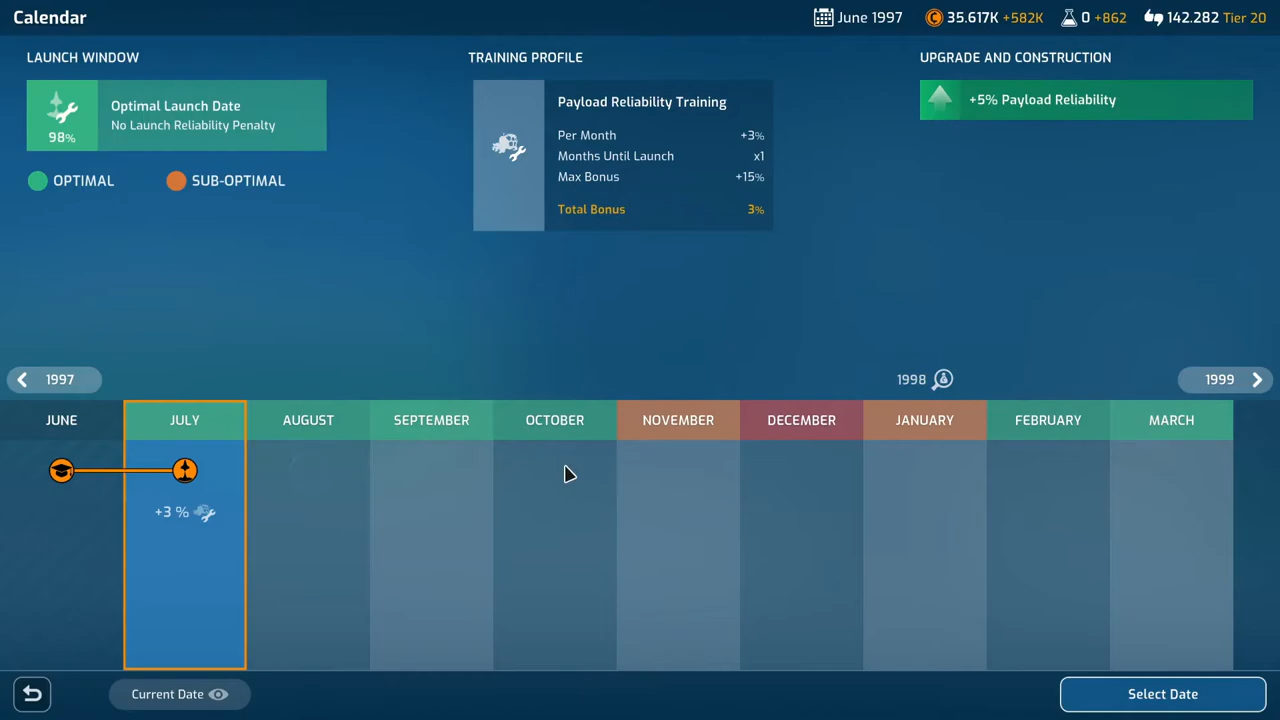 Calendar
June 1997
35.617K +582K
0 +862
142.282 Tier 20
LAUNCH WINDOW
TRAINING PROFILE
UPGRADE AND CONSTRUCTION
98%
Optimal Launch Date
No Launch Reliability Penalty
OPTIMAL
SUB-OPTIMAL
Payload Reliability Training
Per Month +3%
Months Until Launch x1
Max Bonus +15%
Total Bonus 3%
+5% Payload Reliability
1997
1998
1999
JUNE
JULY
AUGUST
SEPTEMBER
OCTOBER
NOVEMBER
DECEMBER
JANUARY
FEBRUARY
MARCH
+3 %
Current Date
Select Date